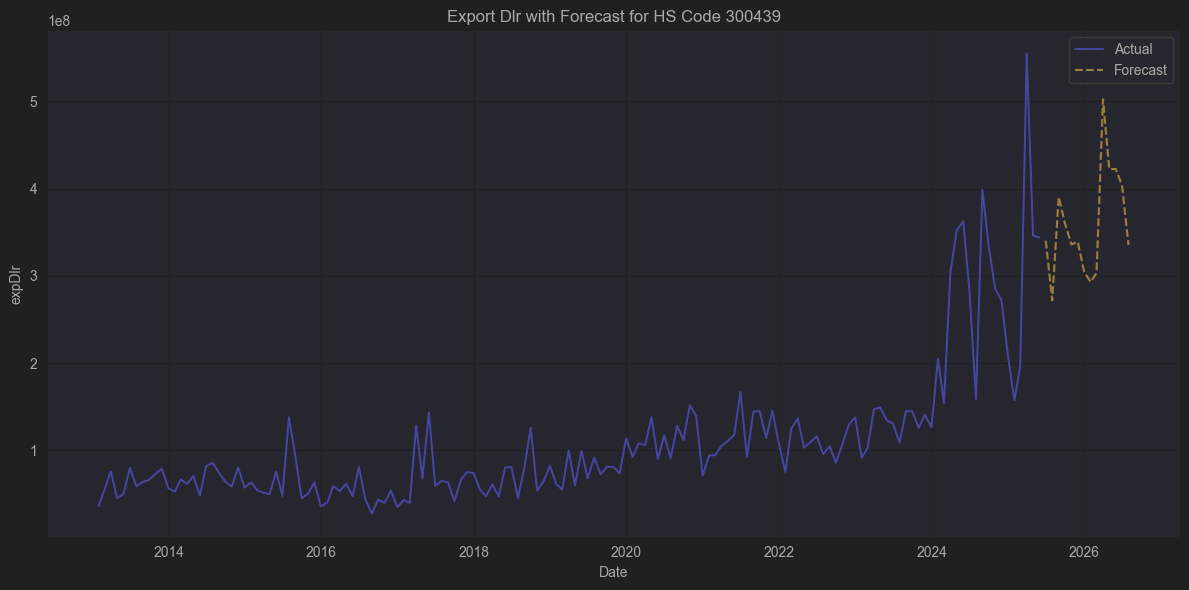 Export Dlr with Forecast for HS Code 300439
1e8
Actual
Forecast
5
4
3
2
1
expDlr
2014 2016 2018 2020 2022 2024 2026
Date